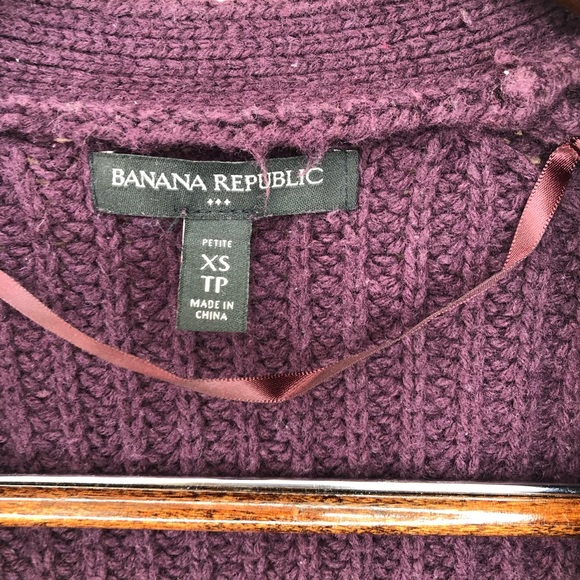 BANANA REPUBLIC
PETITE
XS
TP
MADE IN
CHINA